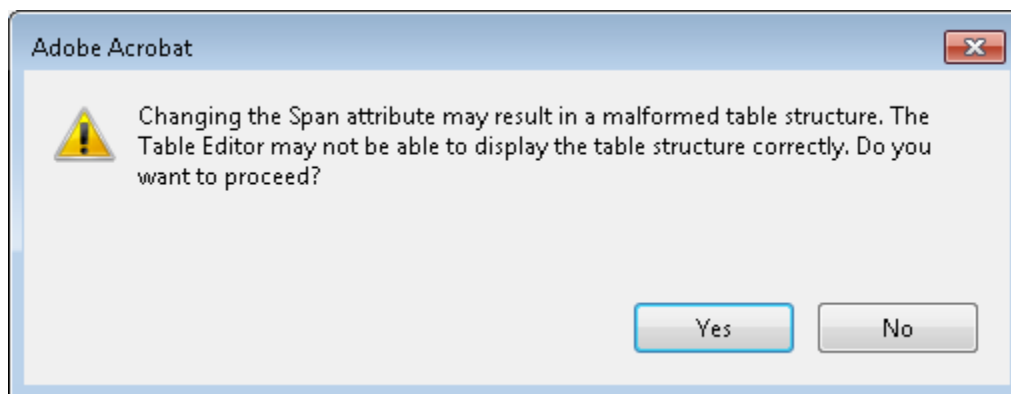 Adobe Acrobat
Changing the Span attribute may result in a malformed table structure. The
Table Editor may not be able to display the table structure correctly. Do you
want to proceed?
Yes No